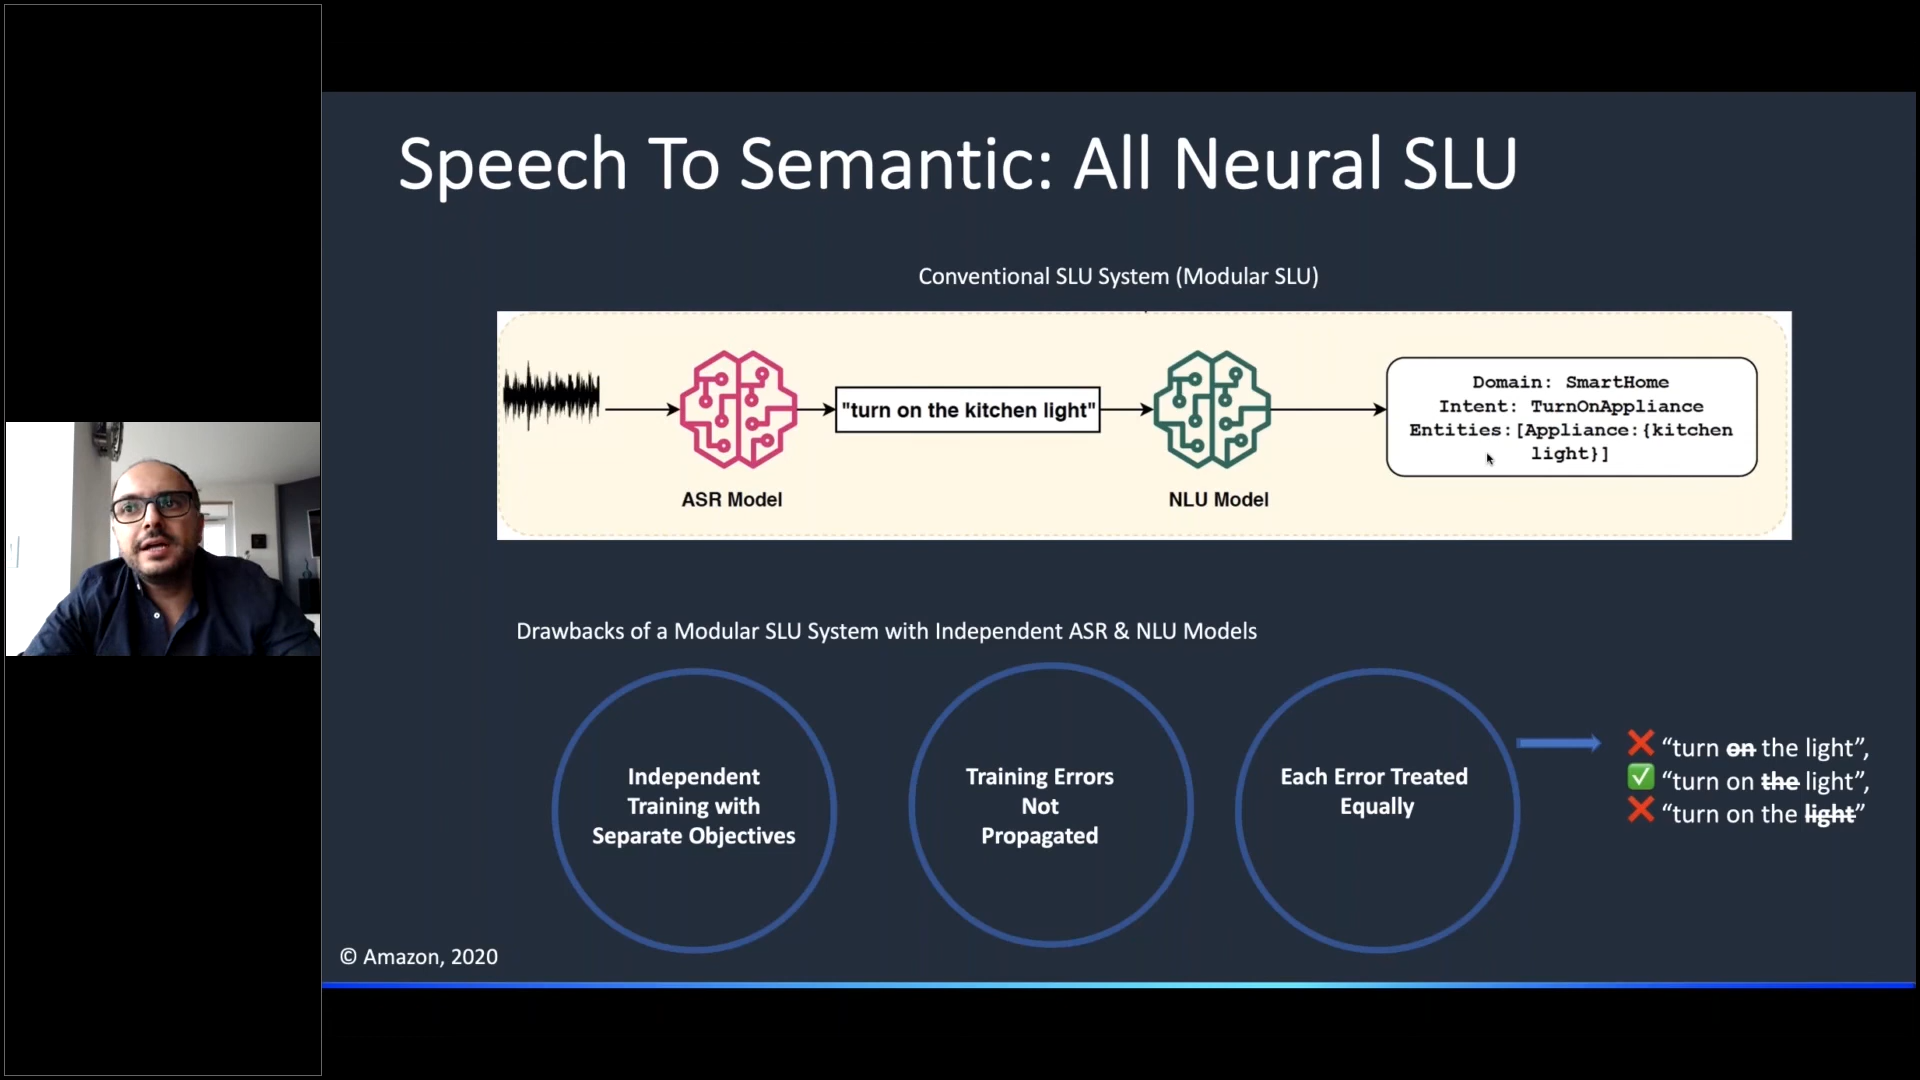 Speech To Semantic: All Neural SLU
Conventional SLU System (Modular SLU)
"turn on the kitchen light"
ASR Model
NLU Model
Domain: SmartHome
Intent: TurnOnAppliance
Entities:[Appliance:{kitchen
light}]
Drawbacks of a Modular SLU System with Independent ASR & NLU Models
Independent
Training with
Separate Objectives
Training Errors
Not
Propagated
Each Error Treated
Equally
“turn on the light”,
“turn on the light”,
“turn on the light”
© Amazon, 2020